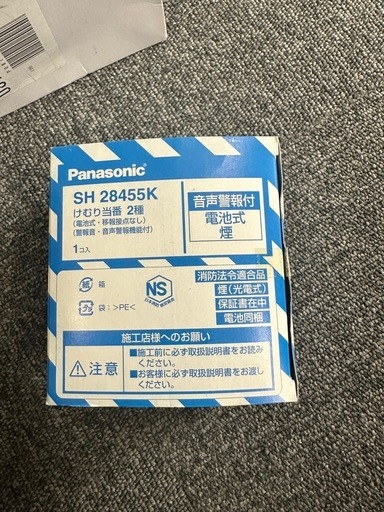 Panasonic
SH 28455K
けむり当番 2種
(電池式・移報接点なし)
(警報音・音声警報機能付)
1コ入
音声警報付
電池式
煙
紙 箱
プラ 袋:>PE<
NS
消防法令適合品
煙(光電式)
保証書在中
電池同梱
施工店様へのお願い
注意
●施工前に必ず取扱説明書をお読み
ください。
●お客様に必ず取扱説明書をお渡し
ください。